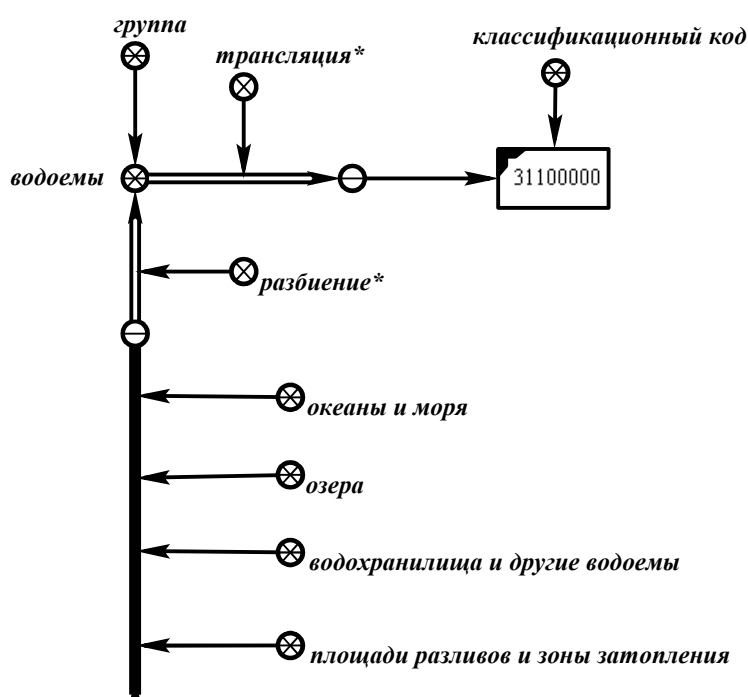 группа
трансляция*
классификационный код
водоемы
31100000
разбиение*
океаны и моря
озера
водохранилища и другие водоемы
площади разливов и зоны затопления